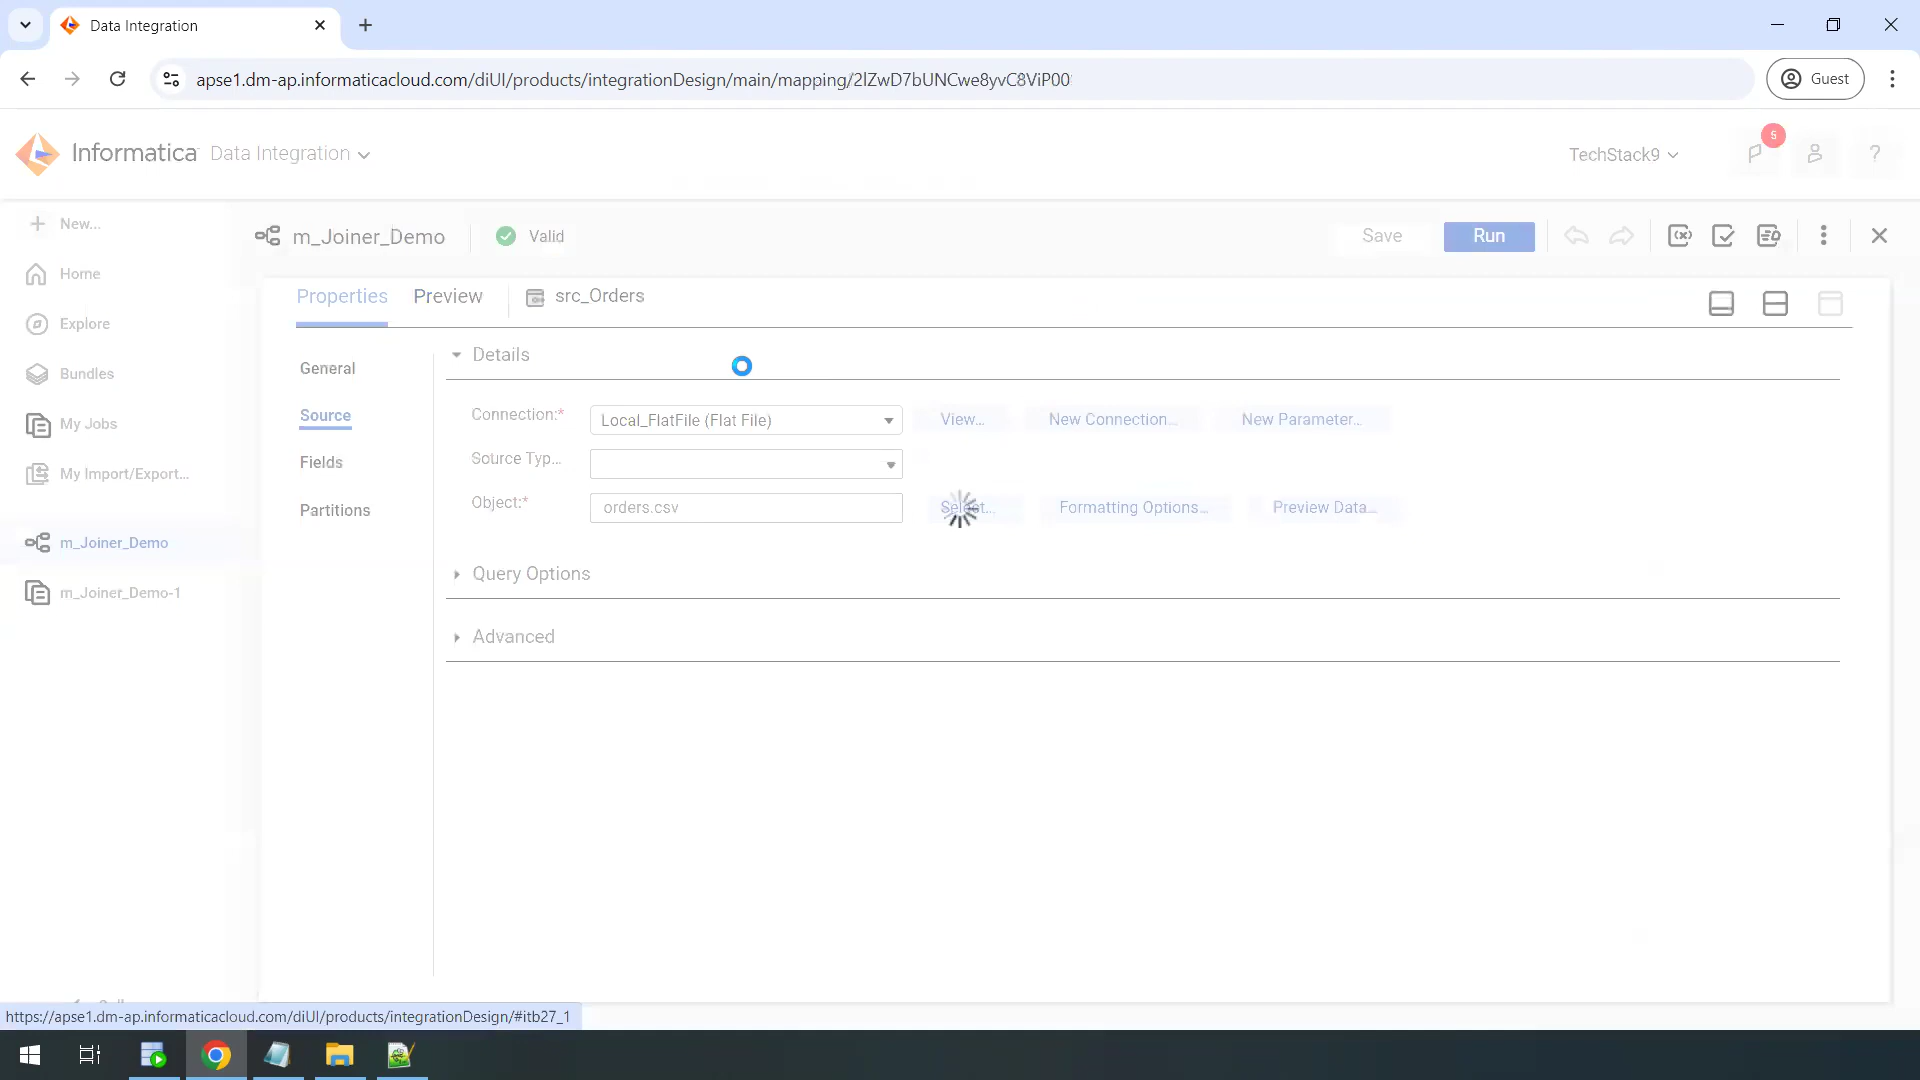 Data Integration
apse1.dm-ap.informaticacloud.com/diUI/products/integrationDesign/main/mapping/2lZwD7bUNCwe8yvC8ViP00
Guest
Informatica Data Integration
TechStack9
5
?
New...
m_Joiner_Demo
Valid
Save
Run
Home
Properties
Preview
src_Orders
Explore
Details
General
Bundles
Connection:*
Local_FlatFile (Flat File)
View...
New Connection...
New Parameter...
Source
My Jobs
Source Typ...
Fields
My Import/Export...
Object:*
orders.csv
Select...
Formatting Options...
Preview Data...
Partitions
m_Joiner_Demo
Query Options
m_Joiner_Demo-1
Advanced
https://apse1.dm-ap.informaticacloud.com/diUI/products/integrationDesign/#itb27_1